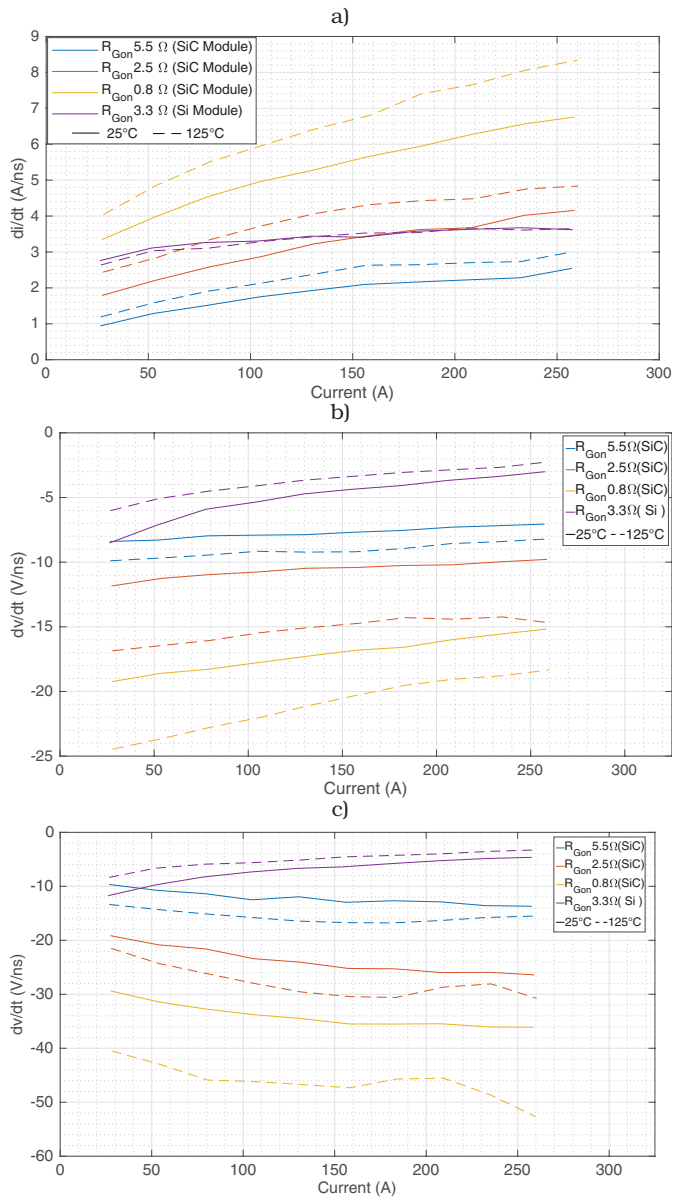 a)
9
8
7
6
5
4
3
2
1
0
di/dt (A/ns)
R_Gon 5.5 Ω (SiC Module)
R_Gon 2.5 Ω (SiC Module)
R_Gon 0.8 Ω (SiC Module)
R_Gon 3.3 Ω (Si Module)
25°C 125°C
0 50 100 150 200 250 300
Current (A)
b)
0
-5
-10
-15
-20
-25
dv/dt (V/ns)
R_Gon 5.5Ω(SiC)
R_Gon 2.5Ω(SiC)
R_Gon 0.8Ω(SiC)
R_Gon 3.3Ω( Si )
25°C 125°C
0 50 100 150 200 250 300
Current (A)
c)
0
-10
-20
-30
-40
-50
-60
dv/dt (V/ns)
R_Gon 5.5Ω(SiC)
R_Gon 2.5Ω(SiC)
R_Gon 0.8Ω(SiC)
R_Gon 3.3Ω( Si )
25°C 125°C
0 50 100 150 200 250 300
Current (A)